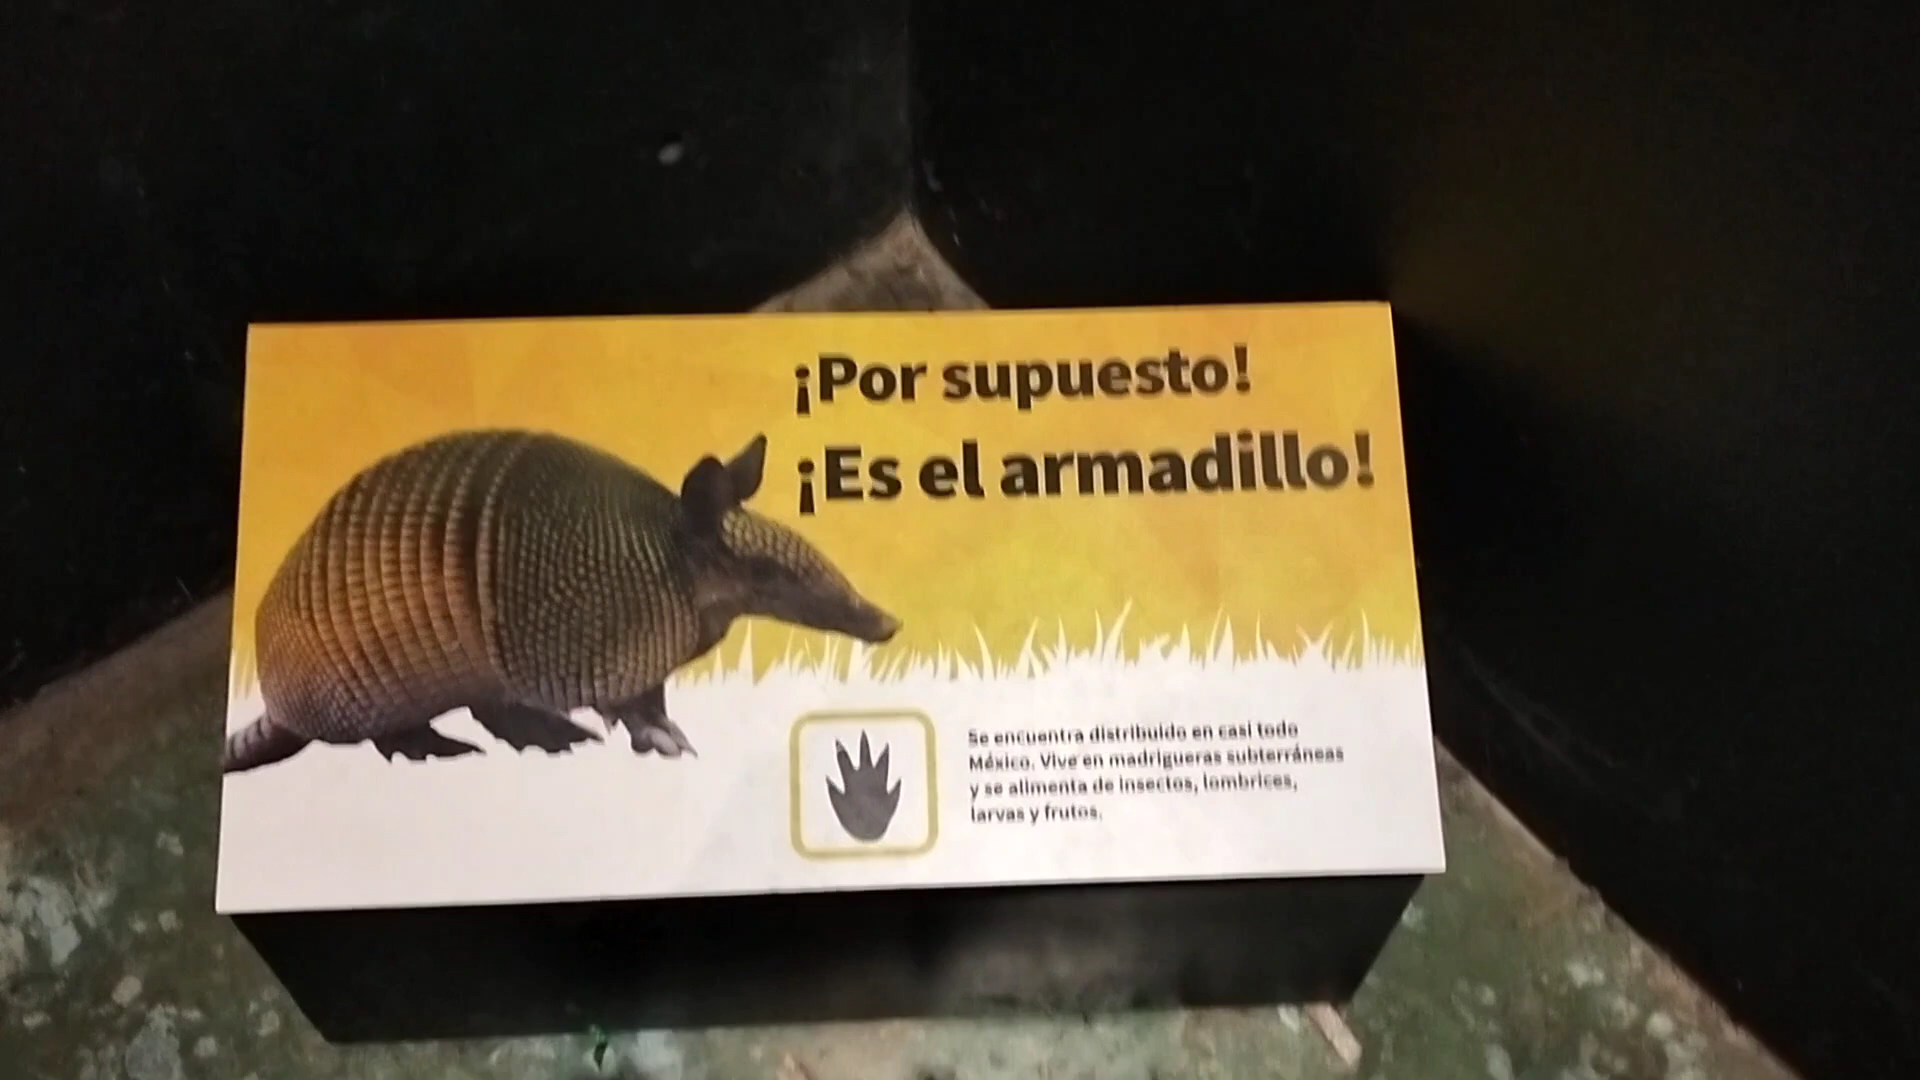 ¡Por supuesto!
¡Es el armadillo!
Se encuentra distribuido en casi todo
México. Vive en madrigueras subterráneas
y se alimenta de insectos, lombrices,
larvas y frutos.